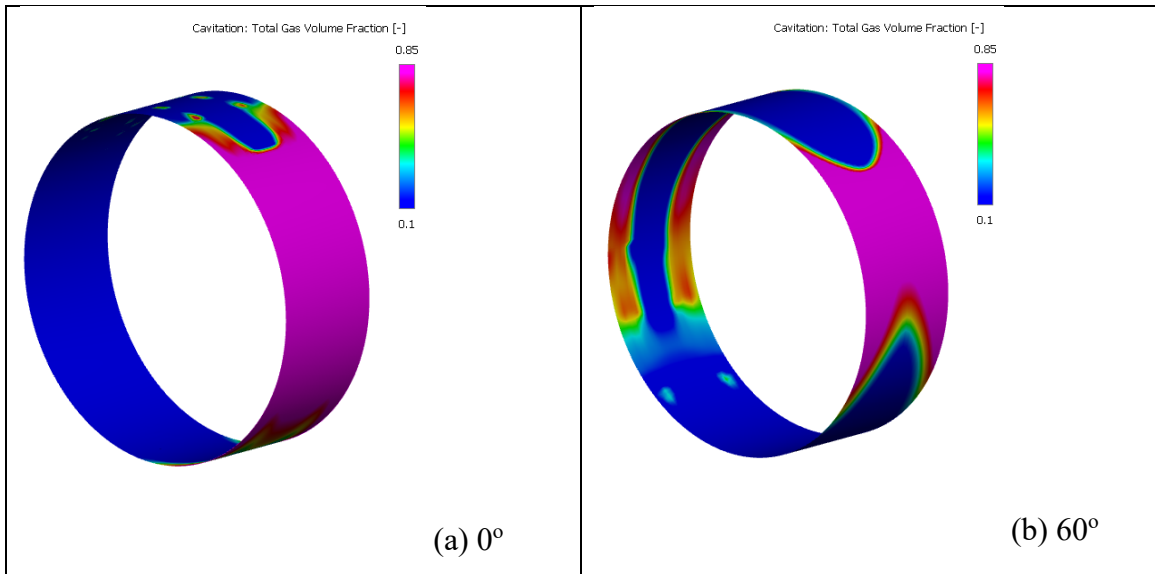 Cavitation: Total Gas Volume Fraction [-]
0.85
0.1
(a) 0º
Cavitation: Total Gas Volume Fraction [-]
0.85
0.1
(b) 60º